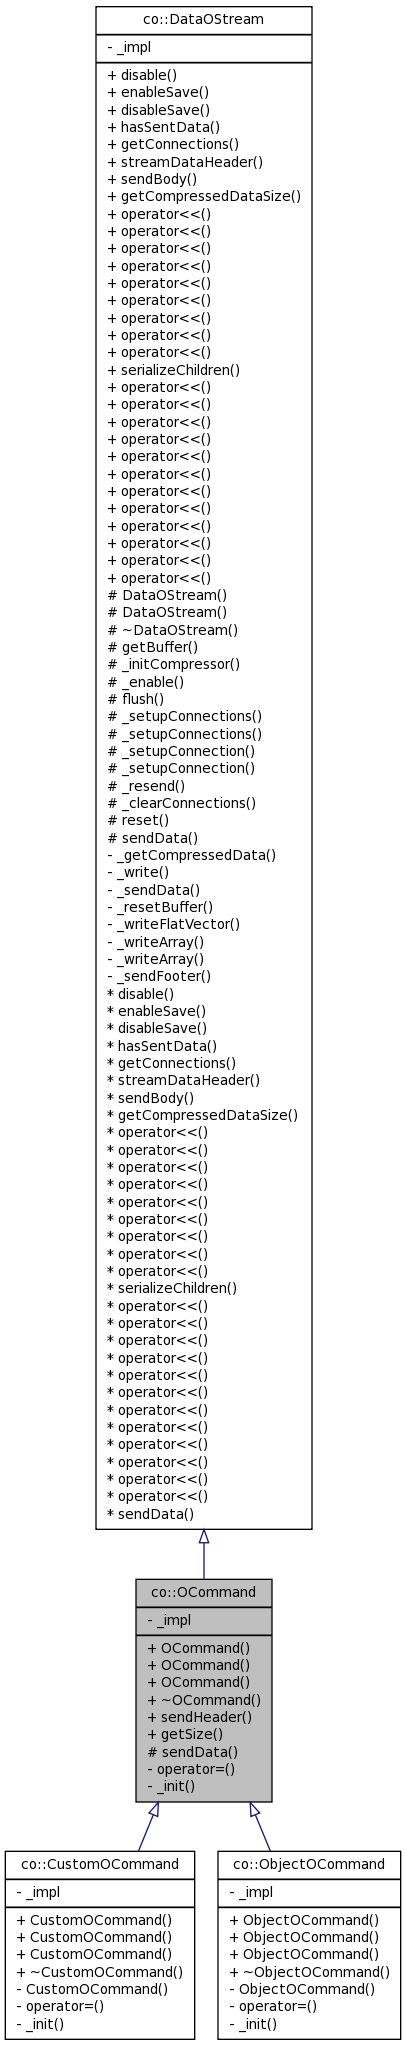 co::DataOStream
- _impl
+ disable()
+ enableSave()
+ disableSave()
+ hasSentData()
+ getConnections()
+ streamDataHeader()
+ sendBody()
+ getCompressedDataSize()
+ operator<<()
+ operator<<()
+ operator<<()
+ operator<<()
+ operator<<()
+ operator<<()
+ operator<<()
+ operator<<()
+ operator<<()
+ serializeChildren()
+ operator<<()
+ operator<<()
+ operator<<()
+ operator<<()
+ operator<<()
+ operator<<()
+ operator<<()
+ operator<<()
+ operator<<()
+ operator<<()
+ operator<<()
+ operator<<()
# DataOStream()
# DataOStream()
# ~DataOStream()
# getBuffer()
# _initCompressor()
# _enable()
# flush()
# _setupConnections()
# _setupConnections()
# _setupConnection()
# _setupConnection()
# _resend()
# _clearConnections()
# reset()
# sendData()
- _getCompressedData()
- _write()
- _sendData()
- _resetBuffer()
- _writeFlatVector()
- _writeArray()
- _writeArray()
- _sendFooter()
* disable()
* enableSave()
* disableSave()
* hasSentData()
* getConnections()
* streamDataHeader()
* sendBody()
* getCompressedDataSize()
* operator<<()
* operator<<()
* operator<<()
* operator<<()
* operator<<()
* operator<<()
* operator<<()
* operator<<()
* operator<<()
* serializeChildren()
* operator<<()
* operator<<()
* operator<<()
* operator<<()
* operator<<()
* operator<<()
* operator<<()
* operator<<()
* operator<<()
* operator<<()
* operator<<()
* operator<<()
* sendData()
co::OCommand
- _impl
+ OCommand()
+ OCommand()
+ OCommand()
+ ~OCommand()
+ sendHeader()
+ getSize()
# sendData()
- operator=()
- _init()
co::CustomOCommand
- _impl
+ CustomOCommand()
+ CustomOCommand()
+ CustomOCommand()
+ ~CustomOCommand()
- CustomOCommand()
- operator=()
- _init()
co::ObjectOCommand
- _impl
+ ObjectOCommand()
+ ObjectOCommand()
+ ObjectOCommand()
+ ~ObjectOCommand()
- ObjectOCommand()
- operator=()
- _init()